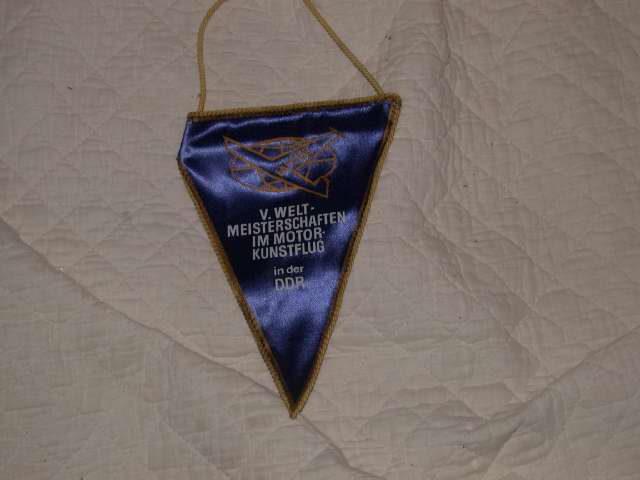 V. WELT-
MEISTERSCHAFTEN
IM MOTOR-
KUNSTFLUG
in der
DDR